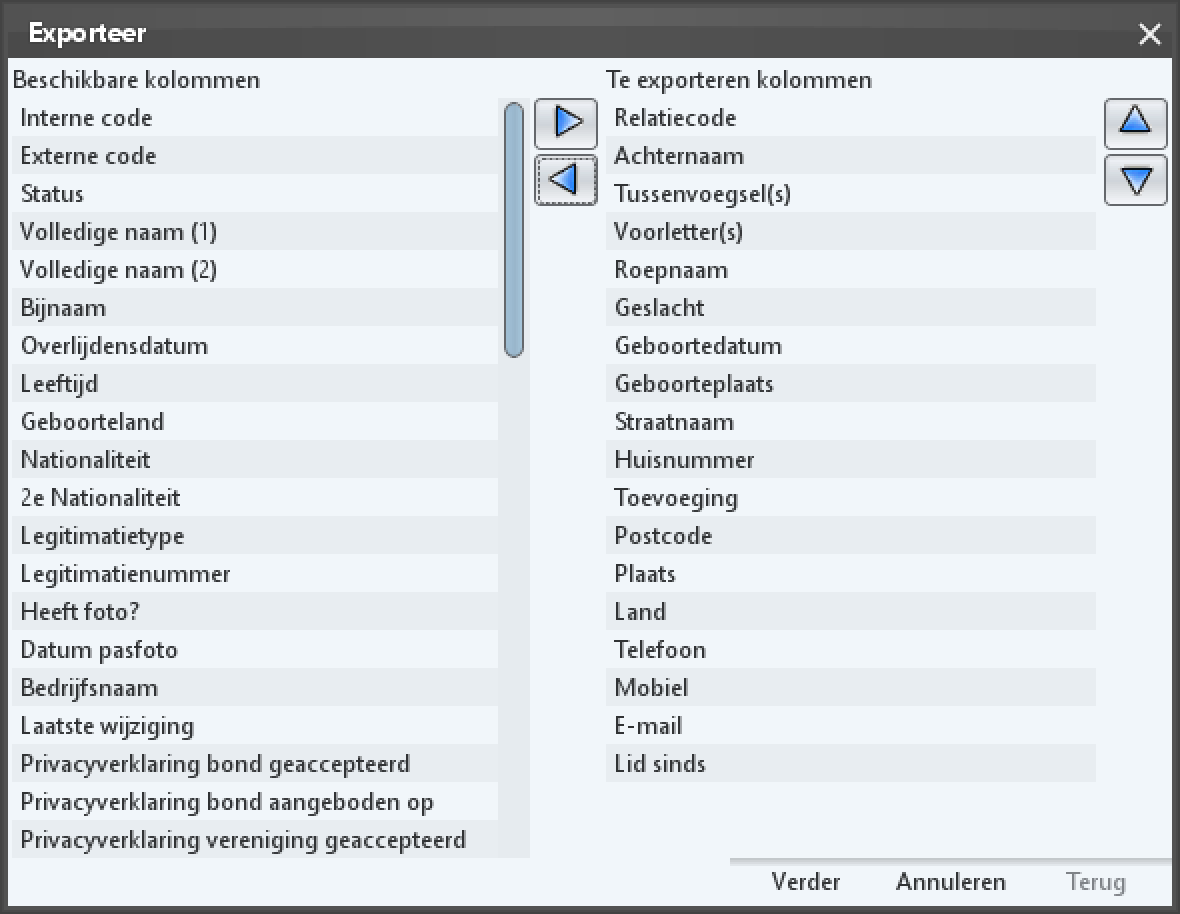 Exporteer
Beschikbare kolommen
Interne code
Externe code
Status
Volledige naam (1)
Volledige naam (2)
Bijnaam
Overlijdensdatum
Leeftijd
Geboorteland
Nationaliteit
2e Nationaliteit
Legitimatietype
Legitimatienummer
Heeft foto?
Datum pasfoto
Bedrijfsnaam
Laatste wijziging
Privacyverklaring bond geaccepteerd
Privacyverklaring bond aangeboden op
Privacyverklaring vereniging geaccepteerd
Te exporteren kolommen
Relatiecode
Achternaam
Tussenvoegsel(s)
Voorletter(s)
Roepnaam
Geslacht
Geboortedatum
Geboorteplaats
Straatnaam
Huisnummer
Toevoeging
Postcode
Plaats
Land
Telefoon
Mobiel
E-mail
Lid sinds
Verder Annuleren Terug